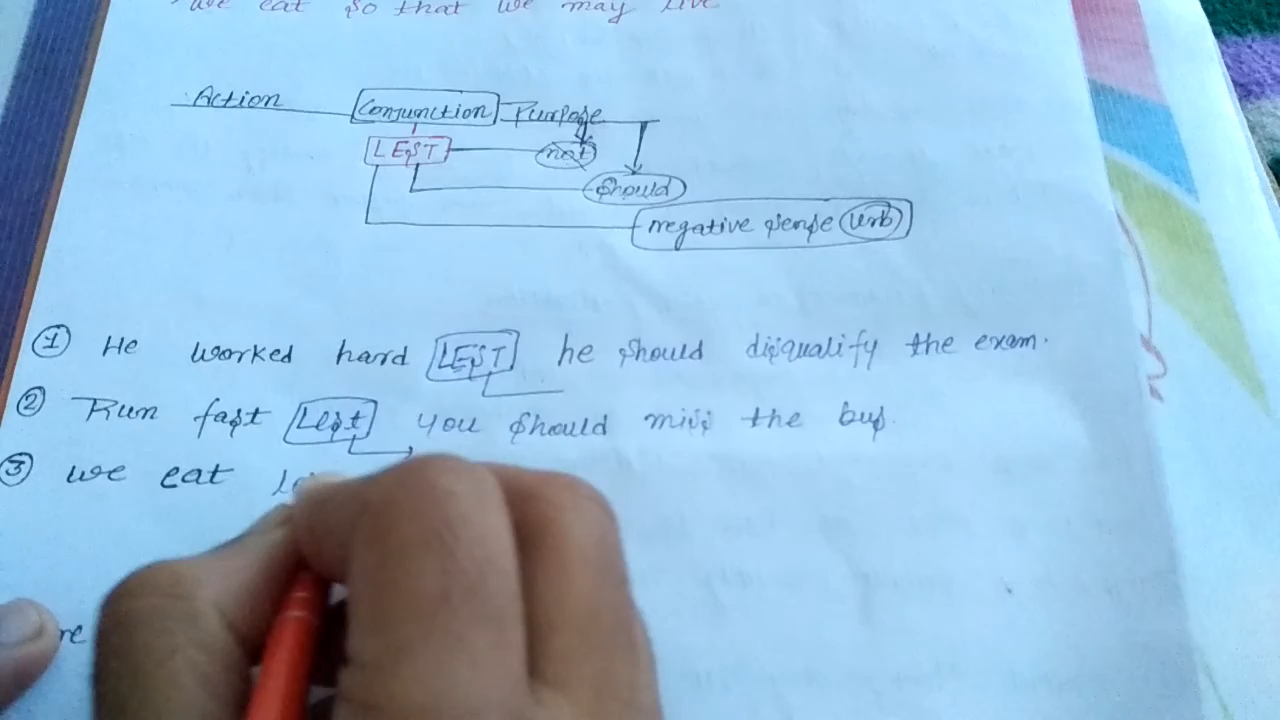 we eat so that we may live
Action Conjunction Purpose
LEST not
should
negative sense verb
① He worked hard LEST he should disqualify the exam.
② Run fast Lest you should miss the bus.
③ we eat
re